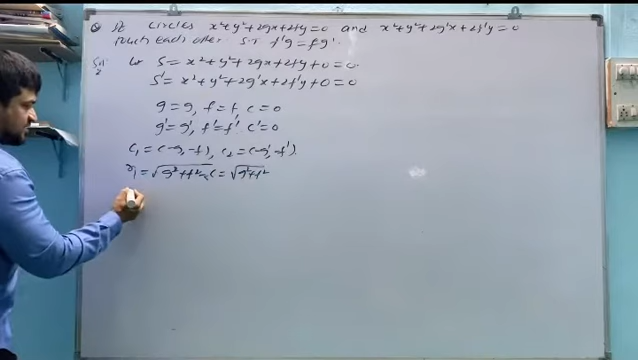 Q If circles x²+y²+2gx+2fy=0 and x²+y²+2g'x+2f'y=0
touch each other S.T f'g=fg'.
Sol: Let S= x²+y²+2gx+2fy+0=0.
S'= x²+y²+2g'x+2f'y+0=0
g=g, f=f, c=0
g'=g', f'=f' c'=0
C₁=(-g,-f), C₂=(-g',-f').
r₁=√g²+f²-c = √g²+f²